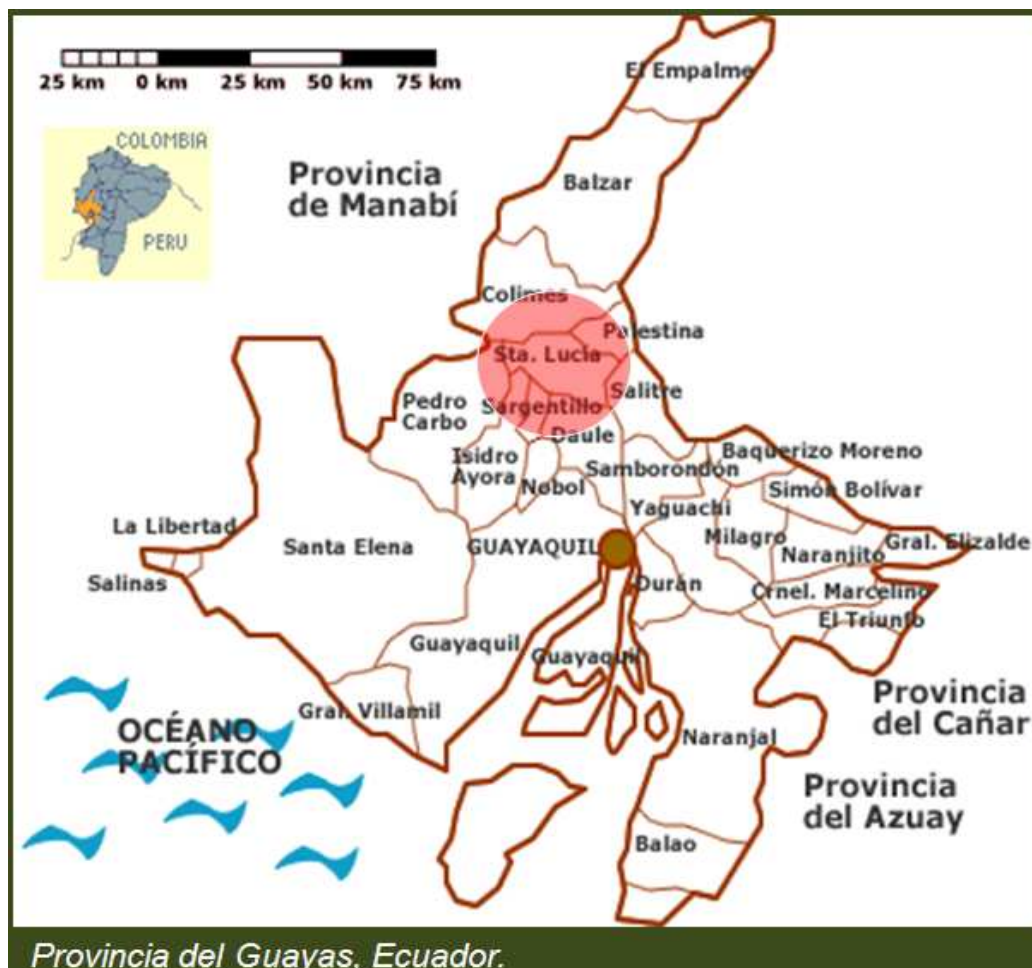 25 km 0 km 25 km 50 km 75 km
COLOMBIA
PERU
Provincia
de Manabí
El Empalme
Balzar
Colimes
Palestina
Sta. Lucía
Salitre
Pedro
Carbo
Sargentillo
Daule
Isidro
Ayora
Nobol
Samborondón
Baquerizo Moreno
Simón Bolívar
Yaguachi
La Libertad
Santa Elena
GUAYAQUIL
Milagro
Naranjito
Gral. Elizalde
Salinas
Durán
Crnel. Marcelino
El Triunfo
Guayaquil
Guayaquil
Gral. Villamil
Naranjal
Provincia
del Cañar
OCÉANO
PACÍFICO
Provincia
del Azuay
Balao
Provincia del Guayas, Ecuador.